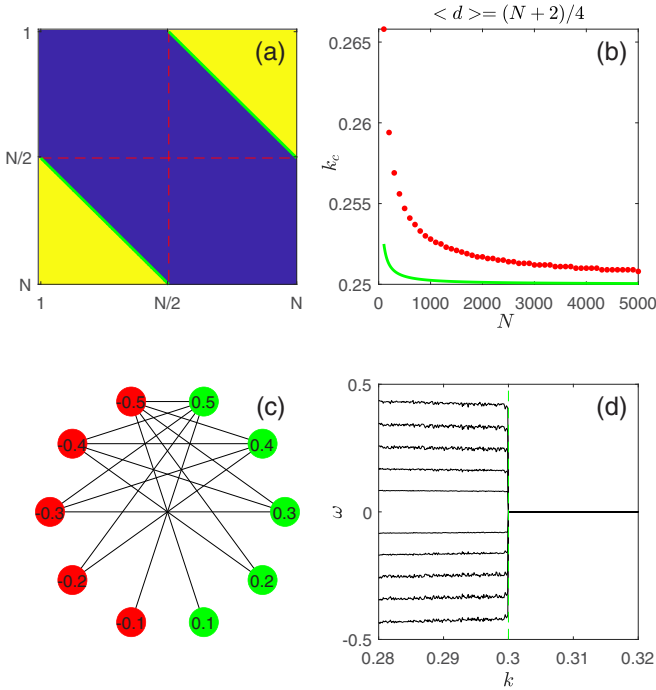 (a)
1
N/2
N
1
N/2
N
< d >= (N + 2)/4
(b)
k_c
0.265
0.26
0.255
0.25
0
1000
2000
3000
4000
5000
N
(c)
-0.5
0.5
-0.4
0.4
-0.3
0.3
-0.2
0.2
-0.1
0.1
(d)
ω
0.5
0
-0.5
0.28
0.29
0.3
0.31
0.32
k